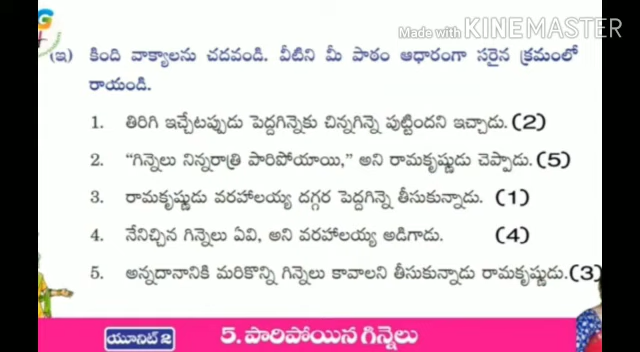 Made with KINEMASTER
(ఇ) కింది వాక్యాలను చదవండి. వీటిని మీ పాఠం ఆధారంగా సరైన క్రమంలో
రాయండి.
1. తిరిగి ఇచ్చేటప్పుడు పెద్దగిన్నెకు చిన్నగిన్నె పుట్టిందని ఇచ్చాడు. (2)
2. "గిన్నెలు నిన్నరాత్రి పారిపోయాయి," అని రామకృష్ణుడు చెప్పాడు. (5)
3. రామకృష్ణుడు వరహాలయ్య దగ్గర పెద్దగిన్నె తీసుకున్నాడు. (1)
4. నేనిచ్చిన గిన్నెలు ఏవి, అని వరహాలయ్య అడిగాడు. (4)
5. అన్నదానానికి మరికొన్ని గిన్నెలు కావాలని తీసుకున్నాడు రామకృష్ణుడు. (3)
యూనిట్ 2 5. పారిపోయిన గిన్నెలు